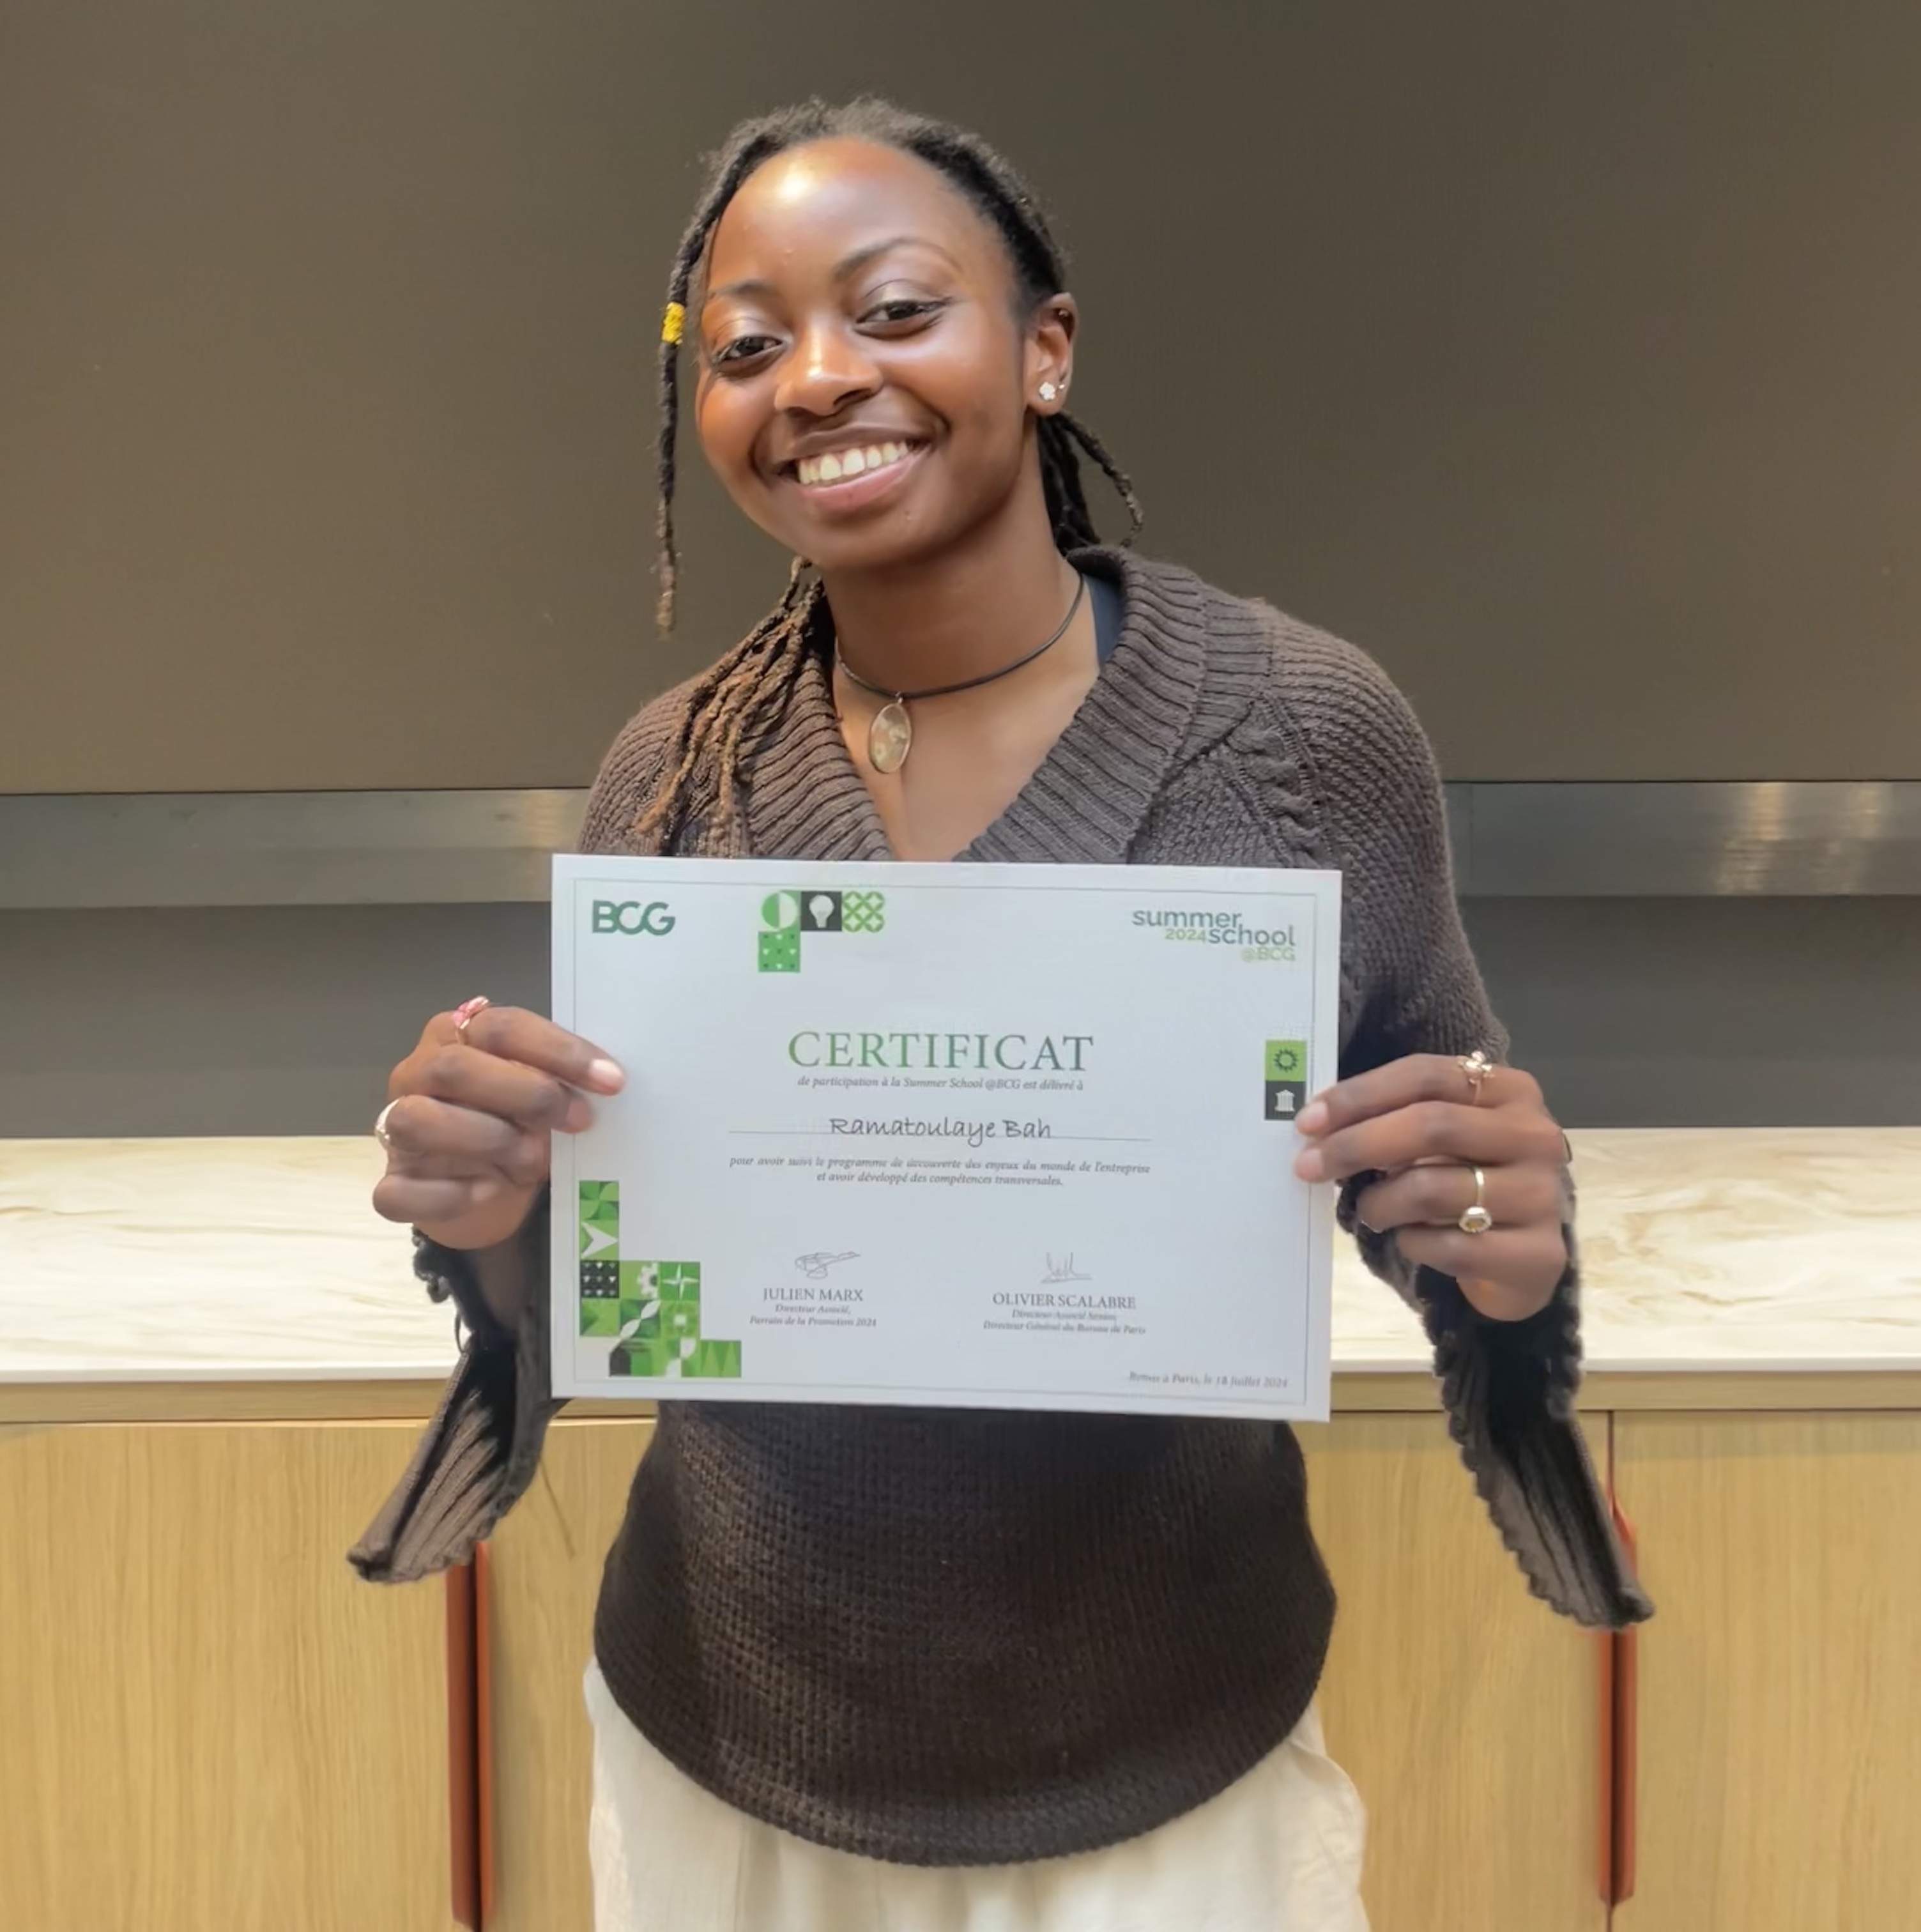 BCG
summer
2024 school
@BCG
CERTIFICAT
de participation à la Summer School @BCG est délivré à
Ramatoulaye Bah
pour avoir suivi le programme de découverte des enjeux du monde de l'entreprise
et avoir développé des compétences transversales.
JULIEN MARX
Directeur Associé,
Parrain de la Promotion 2024
OLIVIER SCALABRE
Directeur Associé Senior,
Directeur Général du Bureau de Paris
Remis à Paris, le 18 Juillet 2024